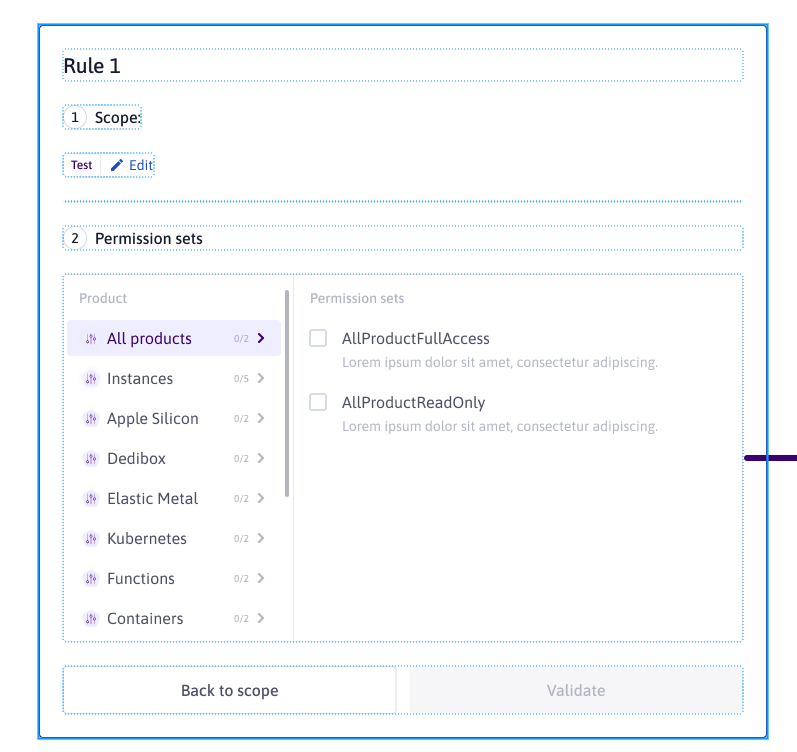 Rule 1
1 Scope:
Test Edit
2 Permission sets
Product
All products 0/2
Instances 0/5
Apple Silicon 0/2
Dedibox 0/2
Elastic Metal 0/2
Kubernetes 0/2
Functions 0/2
Containers 0/2
Permission sets
AllProductFullAccess
Lorem ipsum dolor sit amet, consectetur adipiscing.
AllProductReadOnly
Lorem ipsum dolor sit amet, consectetur adipiscing.
Back to scope
Validate